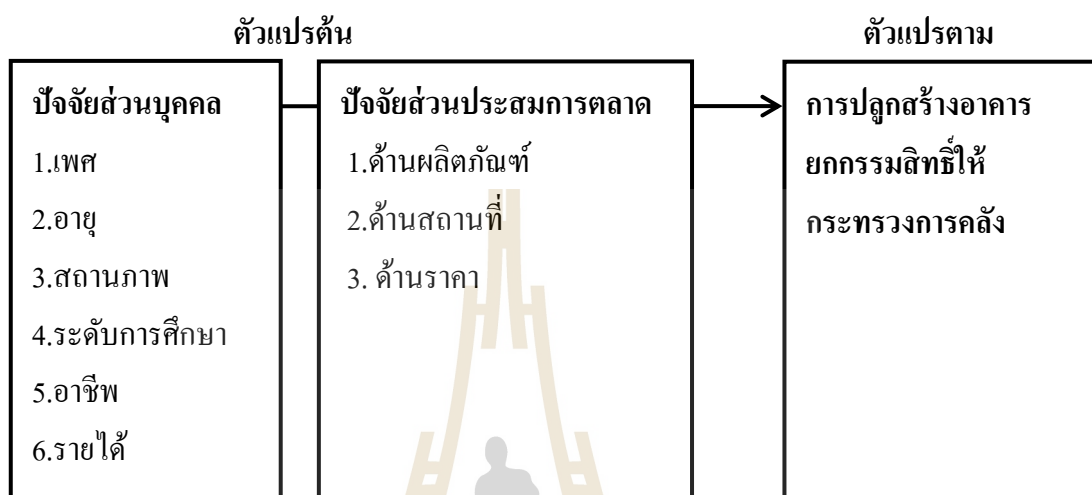 ตัวแปรต้น
ตัวแปรตาม
ปัจจัยส่วนบุคคล
1.เพศ
2.อายุ
3.สถานภาพ
4.ระดับการศึกษา
5.อาชีพ
6.รายได้
ปัจจัยส่วนประสมการตลาด
1.ด้านผลิตภัณฑ์
2.ด้านสถานที่
3. ด้านราคา
การปลูกสร้างอาคาร
ยกกรรมสิทธิ์ให้
กระทรวงการคลัง